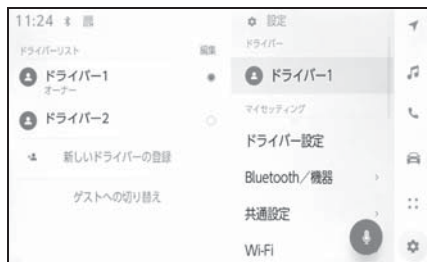 11:24
ドライバーリスト
編集
ドライバー1
オーナー
ドライバー2
新しいドライバーの登録
ゲストへの切り替え
設定
ドライバー
ドライバー1
マイセッティング
ドライバー設定
Bluetooth／機器
共通設定
Wi-Fi